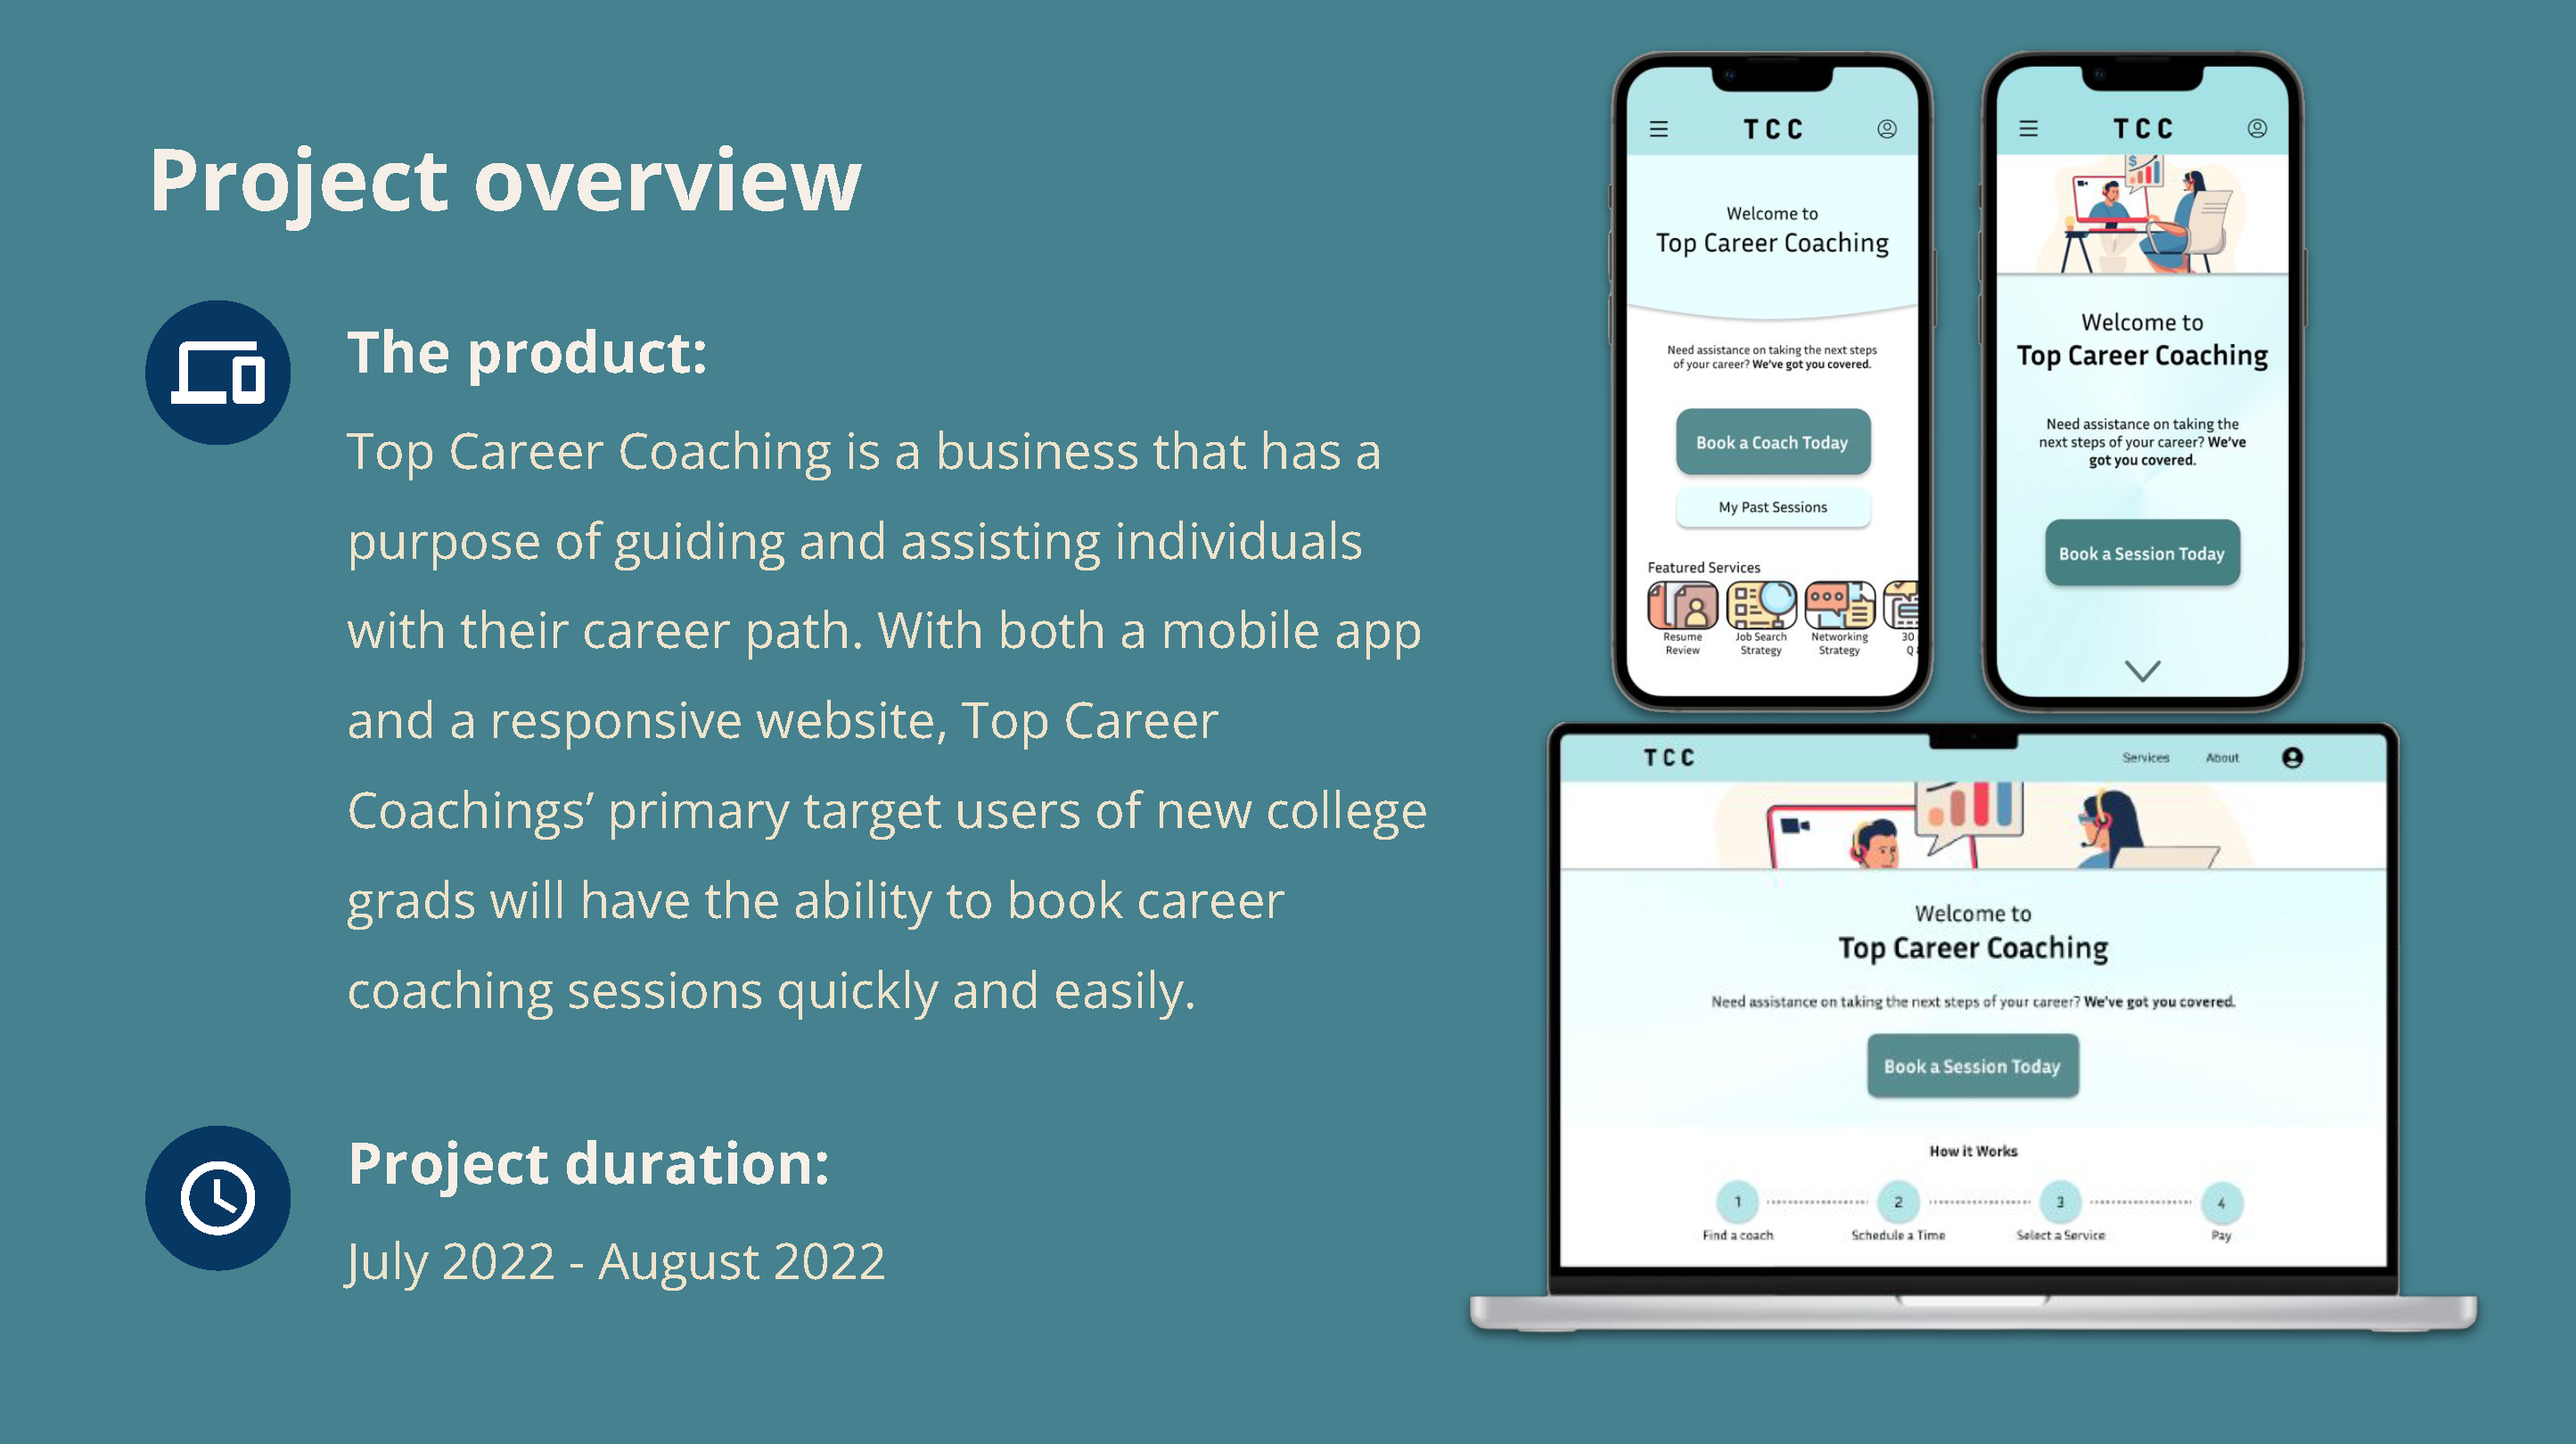 Project overview
The product:
Top Career Coaching is a business that has a
purpose of guiding and assisting individuals
with their career path. With both a mobile app
and a responsive website, Top Career
Coachings’ primary target users of new college
grads will have the ability to book career
coaching sessions quickly and easily.
Project duration:
July 2022 - August 2022
TCC
Welcome to
Top Career Coaching
Need assistance on taking the next steps
of your career? We've got you covered.
Book a Coach Today
My Past Sessions
Featured Services
Resume
Review
Job Search
Strategy
Networking
Strategy
30
Q
TCC
$
Welcome to
Top Career Coaching
Need assistance on taking the
next steps of your career? We've
got you covered.
Book a Session Today
TCC
Services About
Welcome to
Top Career Coaching
Need assistance on taking the next steps of your career? We've got you covered.
Book a Session Today
How it Works
1 2 3 4
Find a coach Schedule a Time Select a Service Pay